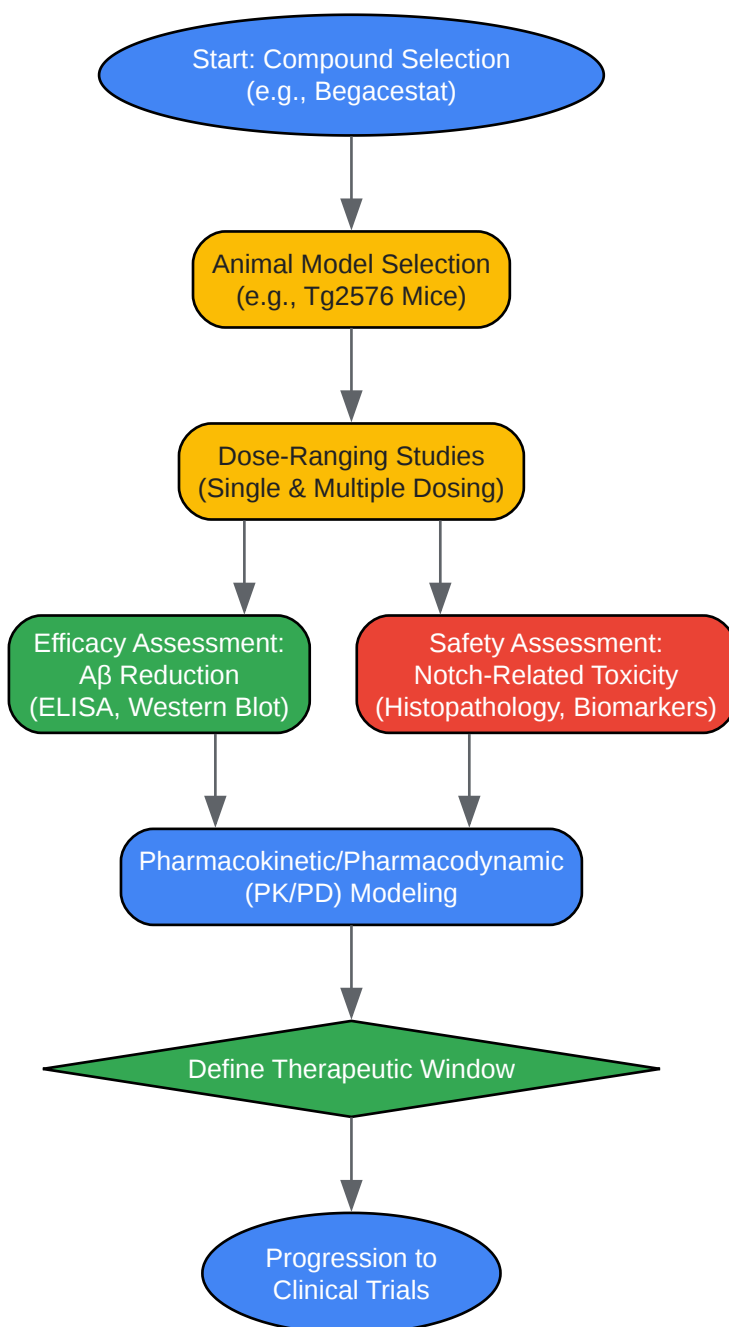 Start: Compound Selection
(e.g., Begacestat)
Animal Model Selection
(e.g., Tg2576 Mice)
Dose-Ranging Studies
(Single & Multiple Dosing)
Efficacy Assessment:
Aβ Reduction
(ELISA, Western Blot)
Safety Assessment:
Notch-Related Toxicity
(Histopathology, Biomarkers)
Pharmacokinetic/Pharmacodynamic
(PK/PD) Modeling
Define Therapeutic Window
Progression to
Clinical Trials